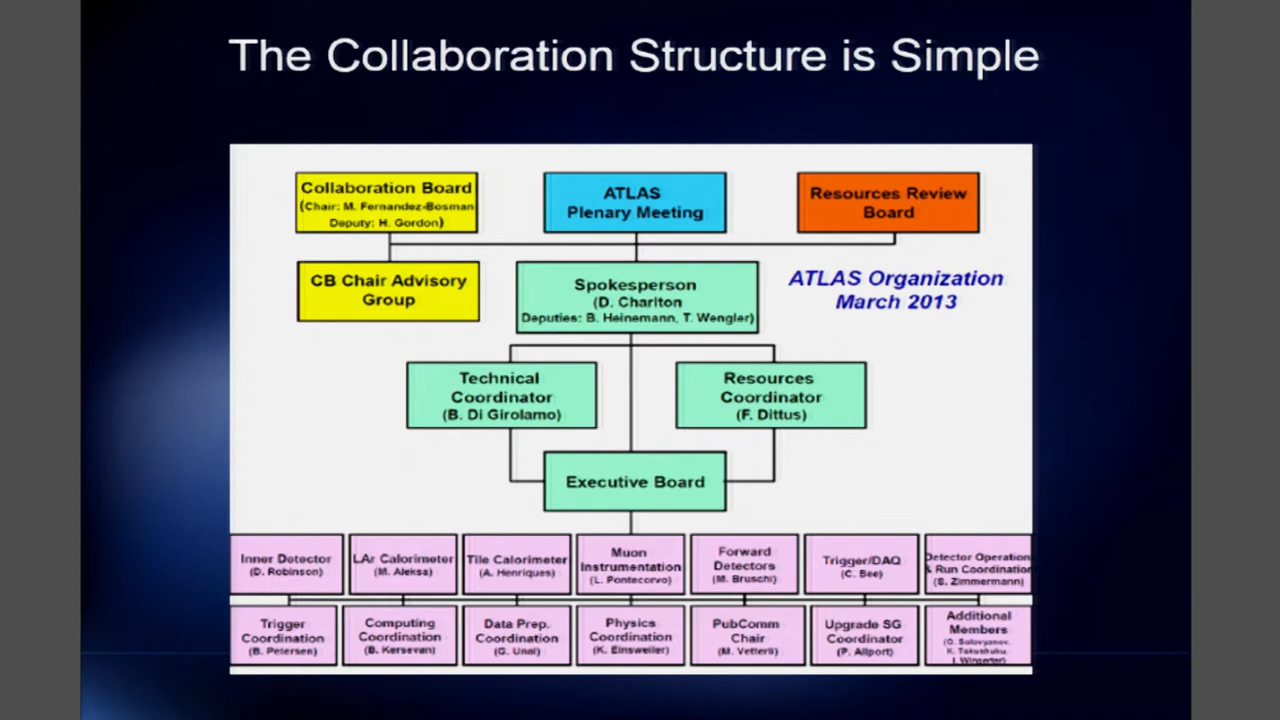 The Collaboration Structure is Simple
Collaboration Board
(Chair: M. Fernandez-Bosman
Deputy: H. Gordon)
ATLAS
Plenary Meeting
Resources Review
Board
CB Chair Advisory
Group
Spokesperson
(D. Charlton
Deputies: B. Heinemann, T. Wengler)
ATLAS Organization
March 2013
Technical
Coordinator
(B. Di Girolamo)
Resources
Coordinator
(F. Dittus)
Executive Board
Inner Detector
(D. Robinson)
LAr Calorimeter
(M. Aleksa)
Tile Calorimeter
(A. Henriques)
Muon
Instrumentation
(L. Pontecorvo)
Forward
Detectors
(M. Bruschi)
Trigger/DAQ
(C. Bee)
Detector Operation
& Run Coordination
(S. Zimmermann)
Trigger
Coordination
(B. Petersen)
Computing
Coordination
(B. Kersevan)
Data Prep.
Coordination
(G. Unal)
Physics
Coordination
(K. Einsweiler)
PubComm
Chair
(M. Vetterli)
Upgrade SG
Coordinator
(P. Allport)
Additional
Members